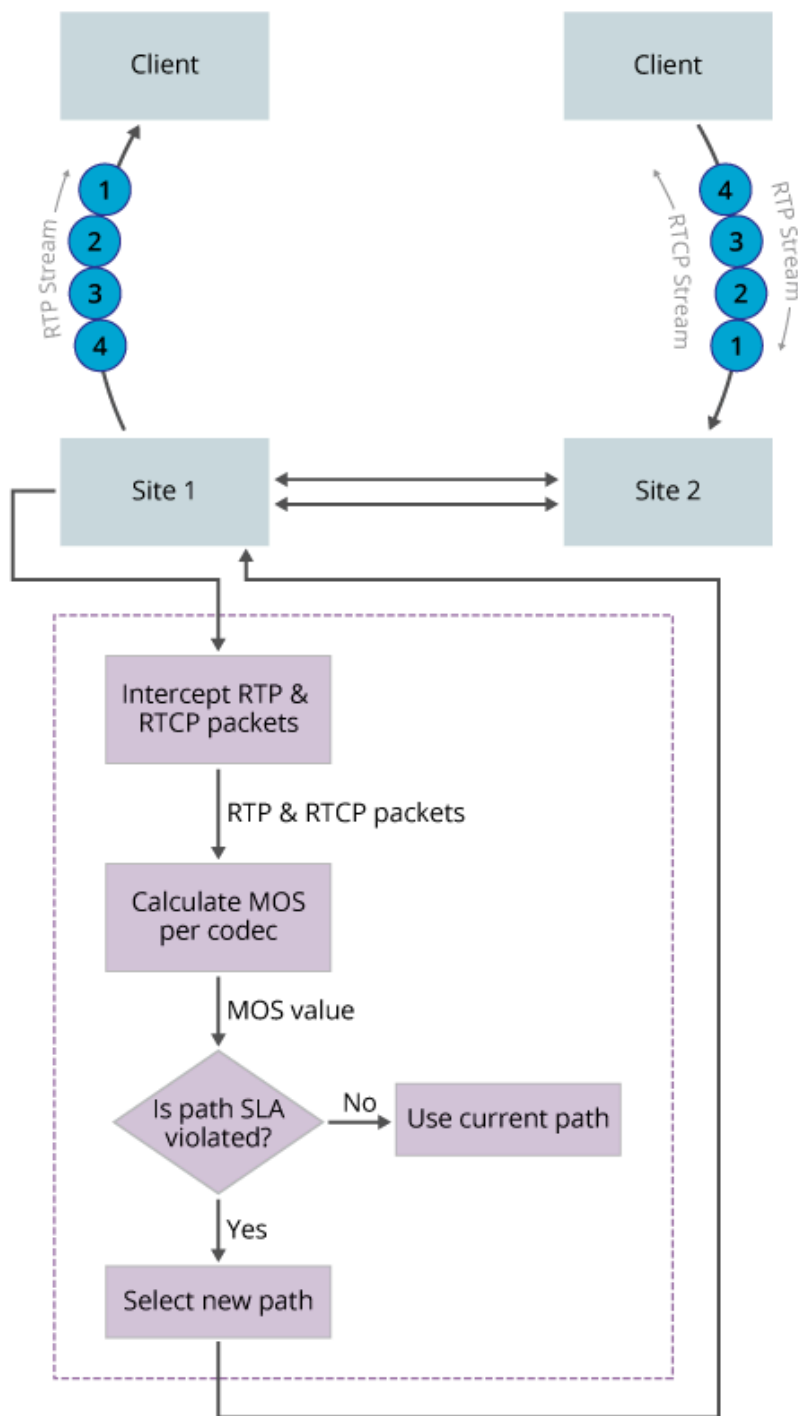 Client
Client
RTP Stream
1
2
3
4
RTCP Stream
4
3
2
1
RTP Stream
Site 1
Site 2
Intercept RTP &
RTCP packets
RTP & RTCP packets
Calculate MOS
per codec
MOS value
Is path SLA
violated?
No
Use current path
Yes
Select new path